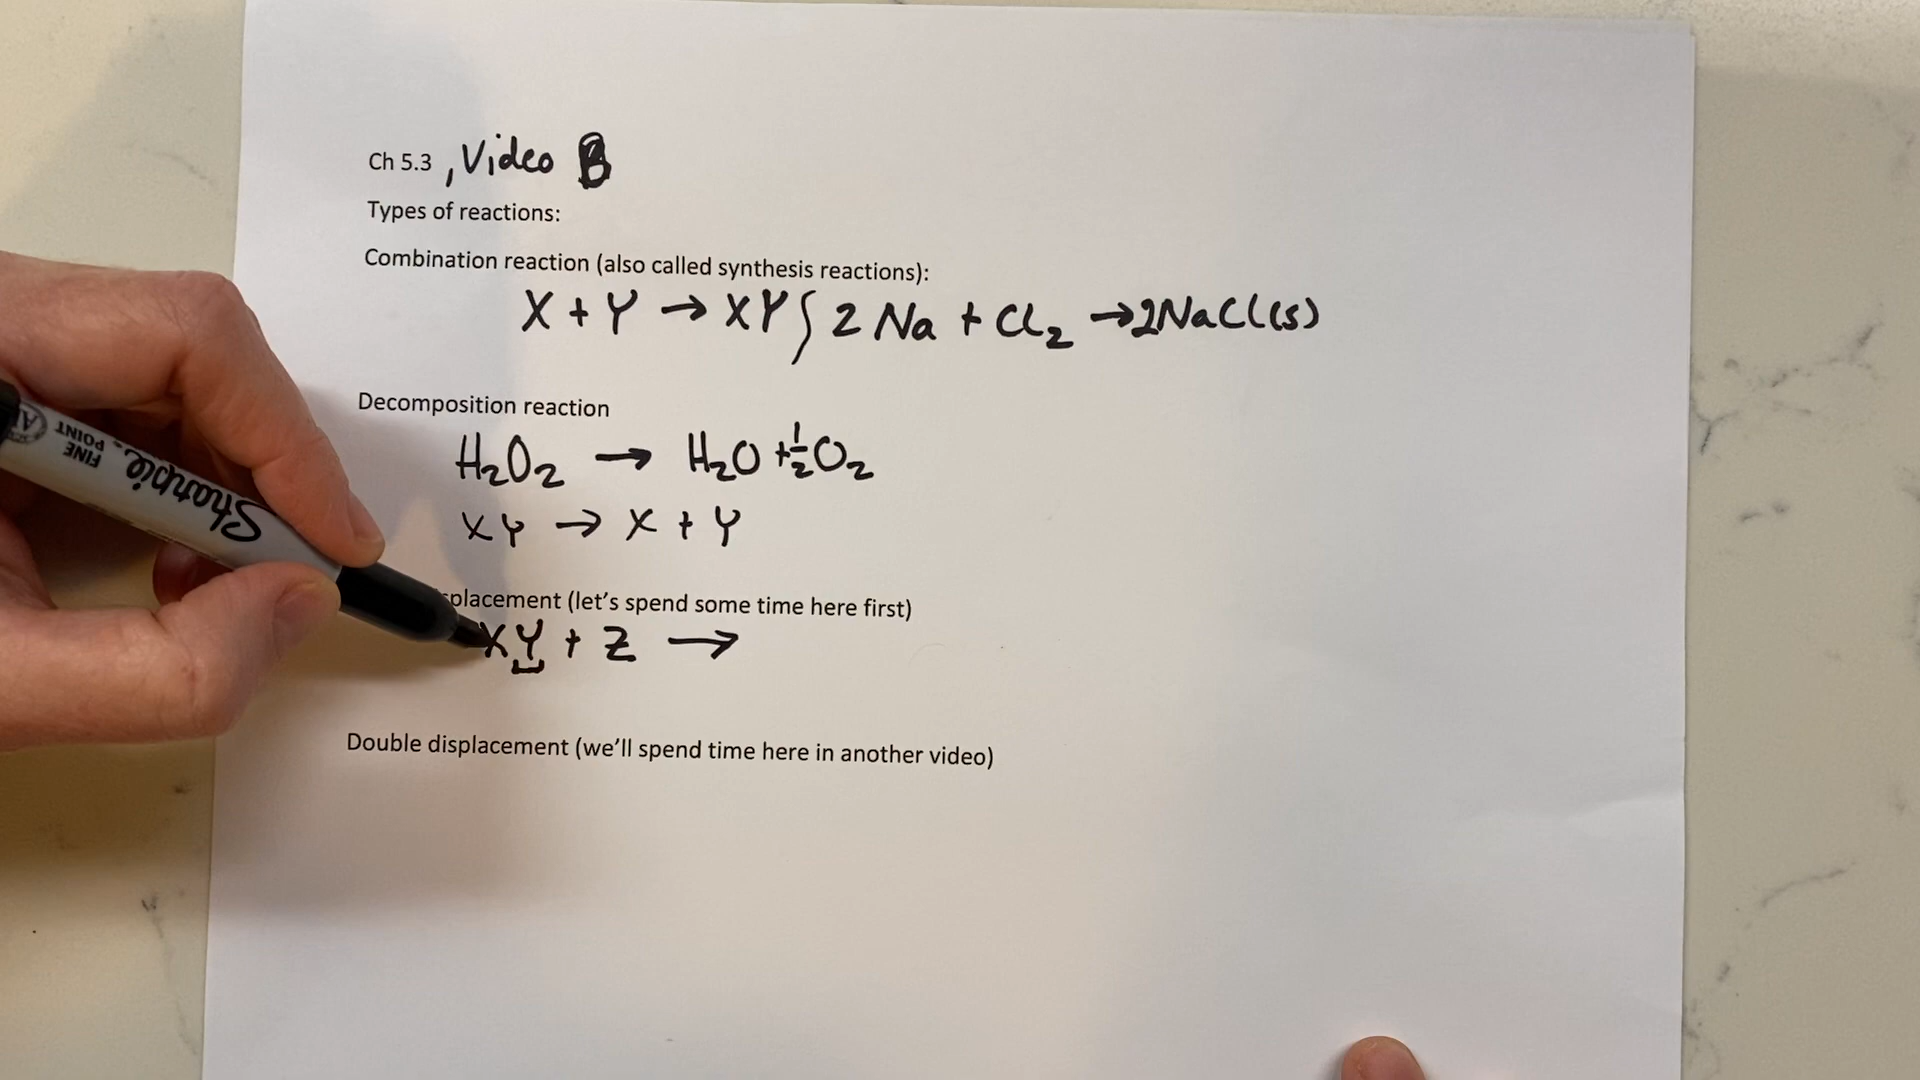 Ch 5.3 , Video B
Types of reactions:
Combination reaction (also called synthesis reactions):
X + Y → XY ∫ 2 Na + Cl₂ → 2NaCl(s)
Decomposition reaction
H₂O₂ → H₂O + ½O₂
XY → X + Y
splacement (let's spend some time here first)
XY + Z →
Double displacement (we'll spend time here in another video)
Sharpie.
FINE
POINT